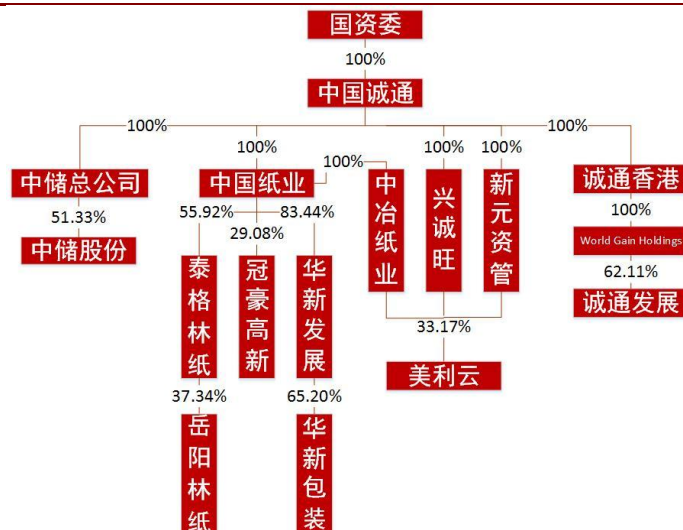 国资委
100%
中国诚通
100%
100%
100%
100%
100%
100%
中储总公司
中国纸业
中冶纸业
兴诚旺
新元资管
诚通香港
51.33%
55.92%
83.44%
100%
29.08%
中储股份
World Gain Holdings
62.11%
泰格林纸
冠豪高新
华新发展
诚通发展
33.17%
美利云
37.34%
65.20%
岳阳林纸
华新包装